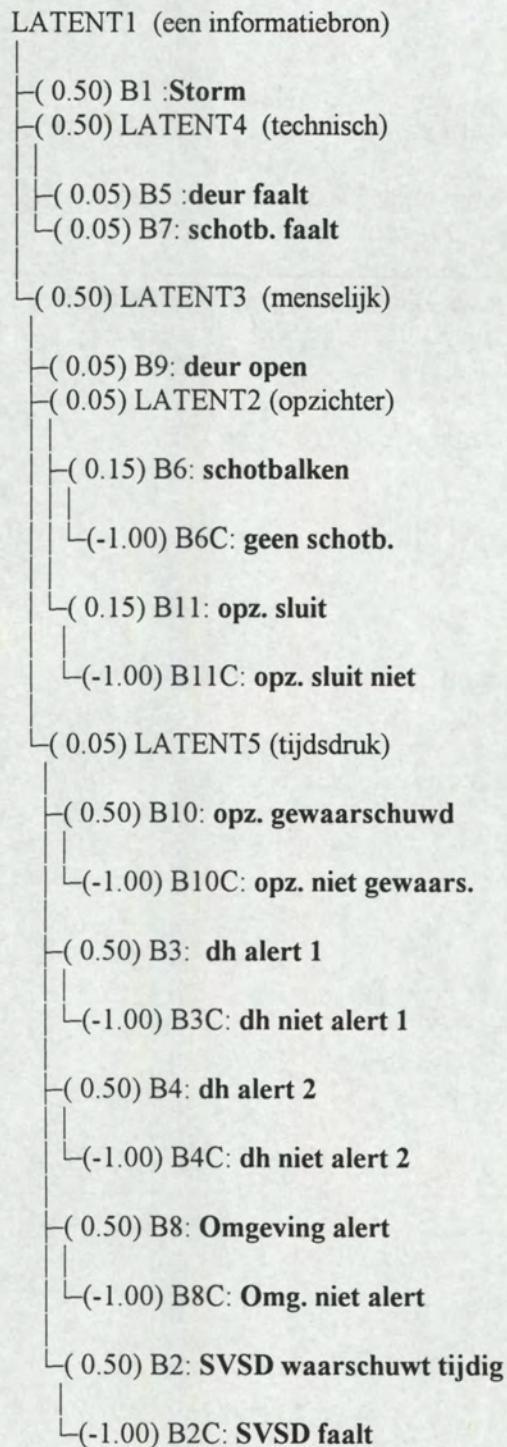 LATENT1 (een informatiebron)
( 0.50) B1 :Storm
( 0.50) LATENT4 (technisch)
( 0.05) B5 :deur faalt
( 0.05) B7: schotb. faalt
( 0.50) LATENT3 (menselijk)
( 0.05) B9: deur open
( 0.05) LATENT2 (opzichter)
( 0.15) B6: schotbalken
(-1.00) B6C: geen schotb.
( 0.15) B11: opz. sluit
(-1.00) B11C: opz. sluit niet
( 0.05) LATENT5 (tijdsdruk)
( 0.50) B10: opz. gewaarschuwd
(-1.00) B10C: opz. niet gewaars.
( 0.50) B3: dh alert 1
(-1.00) B3C: dh niet alert 1
( 0.50) B4: dh alert 2
(-1.00) B4C: dh niet alert 2
( 0.50) B8: Omgeving alert
(-1.00) B8C: Omg. niet alert
( 0.50) B2: SVSD waarschuwt tijdig
(-1.00) B2C: SVSD faalt